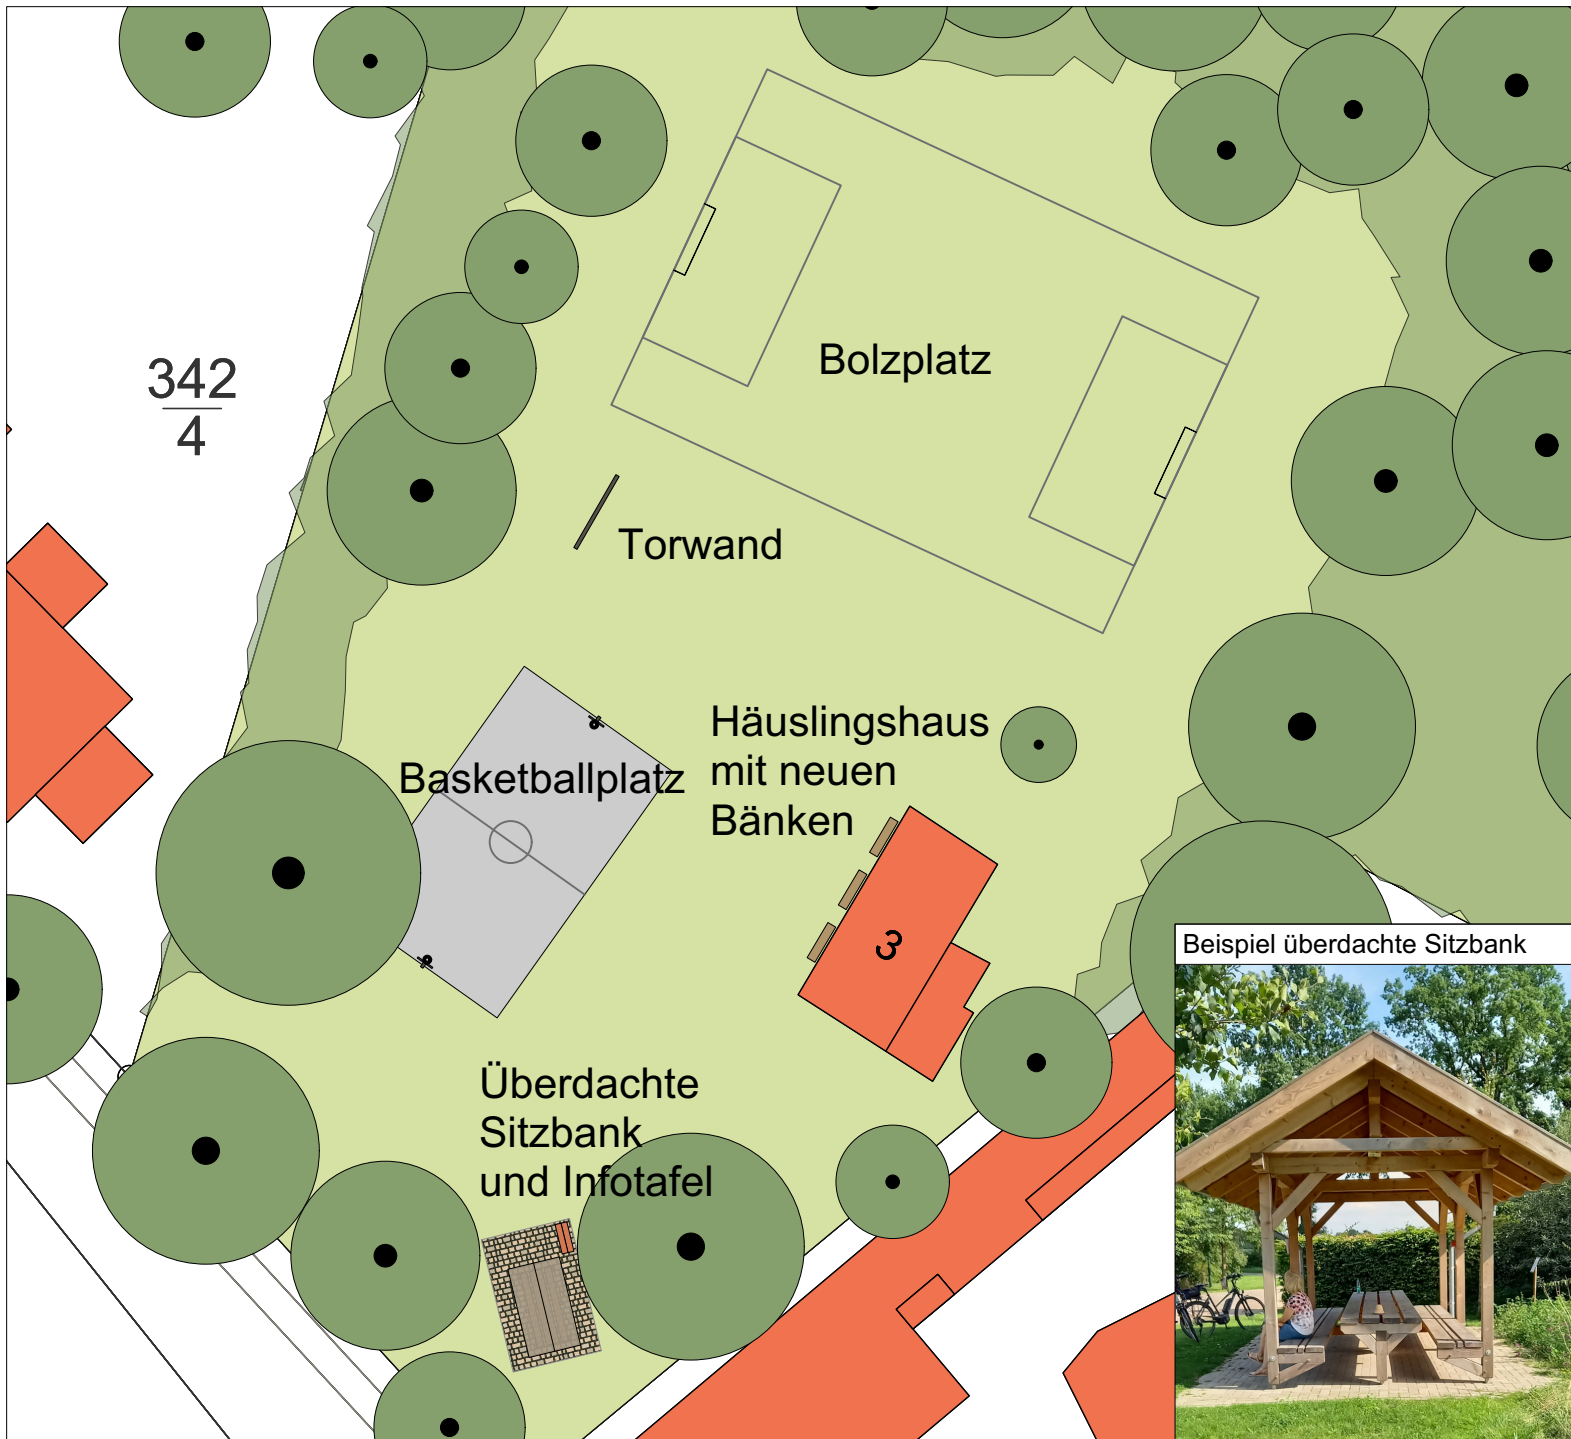 342
4
Bolzplatz
Torwand
Basketballplatz
Häuslingshaus
mit neuen
Bänken
3
Überdachte
Sitzbank
und Infotafel
Beispiel überdachte Sitzbank